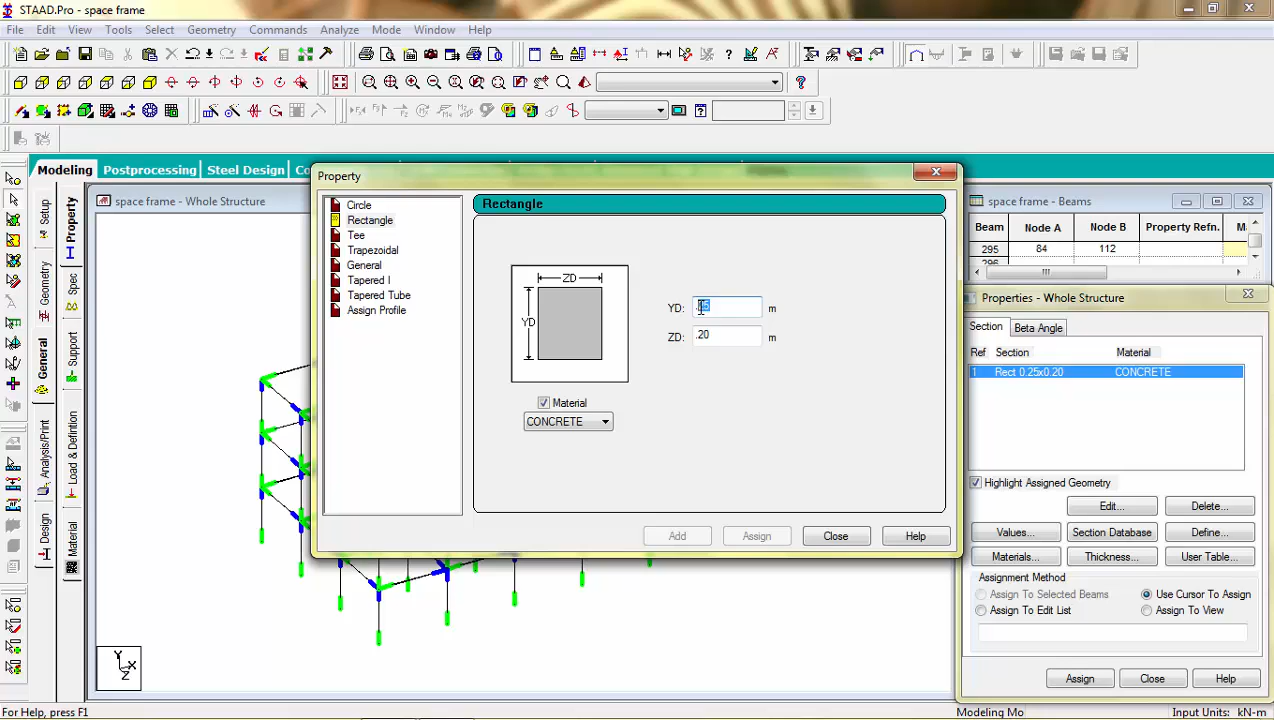 STAAD.Pro - space frame
File Edit View Tools Select Geometry Commands Analyze Mode Window Help
Modeling Postprocessing Steel Design
Property
Circle
Rectangle
Tee
Trapezoidal
General
Tapered I
Tapered Tube
Assign Profile
Rectangle
ZD
YD
YD: m
ZD: .20 m
Material
CONCRETE
Add Assign Close Help
Setup
Geometry
General
Analysis/Print
Design
Property
Spec
Support
Load & Definition
Material
space frame - Whole Structure
space frame - Beams
Beam Node A Node B Property Refn.
295 84 112
296
Properties - Whole Structure
Section Beta Angle
Ref Section Material
1 Rect 0.25x0.20 CONCRETE
Highlight Assigned Geometry
Edit... Delete...
Values... Section Database Define...
Materials... Thickness... User Table...
Assignment Method
Assign To Selected Beams Use Cursor To Assign
Assign To Edit List Assign To View
Assign Close Help
Y
X
Z
For Help, press F1
Modeling Mo Input Units: kN-m